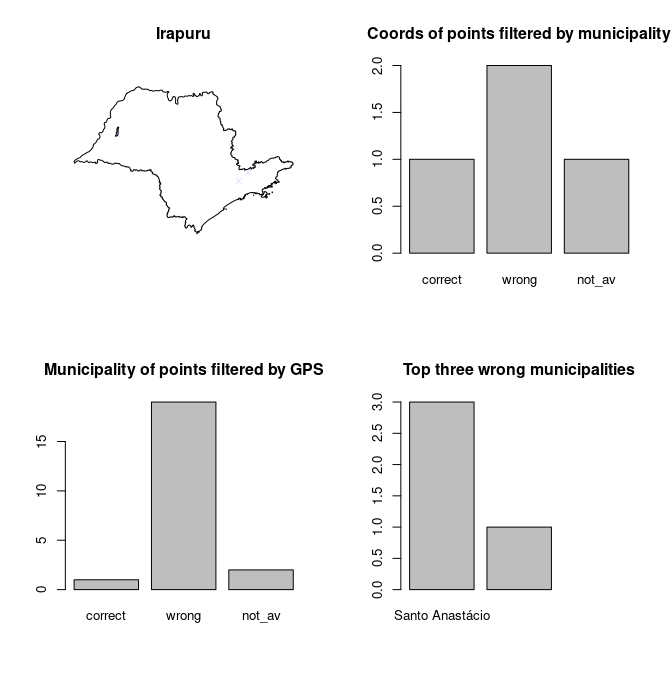 Irapuru
Coords of points filtered by municipality
2.0
1.5
1.0
0.5
0.0
correct wrong not_av
Municipality of points filtered by GPS
15
10
5
0
correct wrong not_av
Top three wrong municipalities
3.0
2.5
2.0
1.5
1.0
0.5
0.0
Santo Anastácio